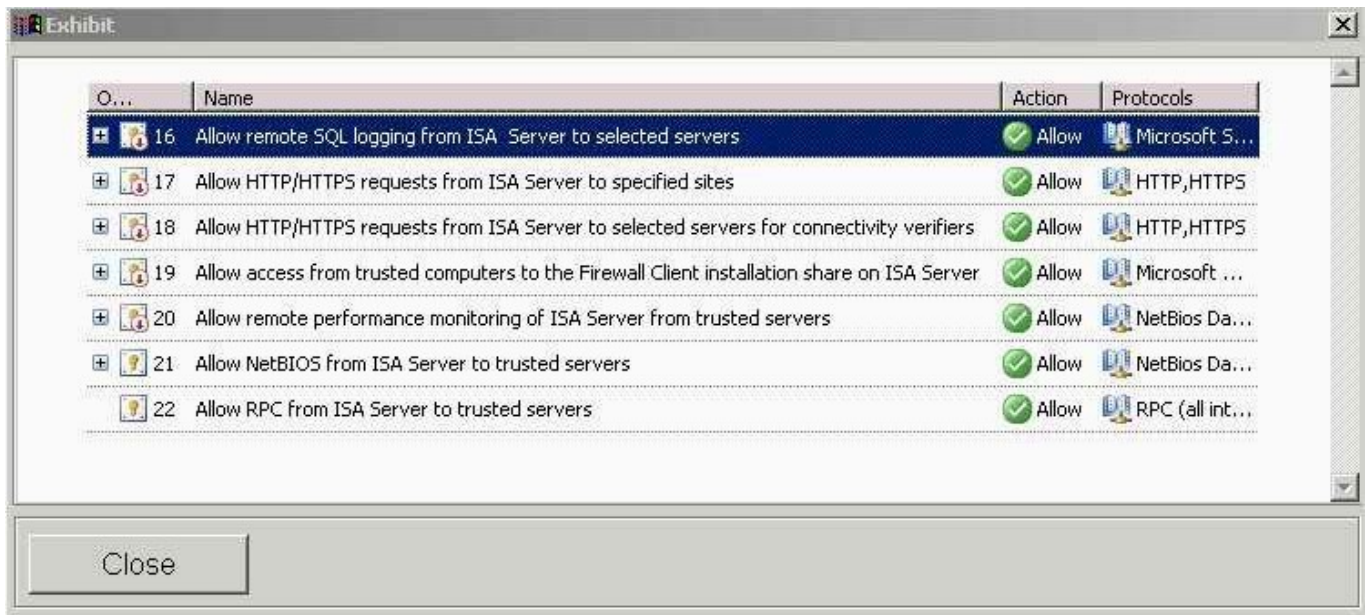 Exhibit
O... Name Action Protocols
16 Allow remote SQL logging from ISA Server to selected servers Allow Microsoft S...
17 Allow HTTP/HTTPS requests from ISA Server to specified sites Allow HTTP,HTTPS
18 Allow HTTP/HTTPS requests from ISA Server to selected servers for connectivity verifiers Allow HTTP,HTTPS
19 Allow access from trusted computers to the Firewall Client installation share on ISA Server Allow Microsoft ...
20 Allow remote performance monitoring of ISA Server from trusted servers Allow NetBios Da...
21 Allow NetBIOS from ISA Server to trusted servers Allow NetBios Da...
22 Allow RPC from ISA Server to trusted servers Allow RPC (all int...
Close